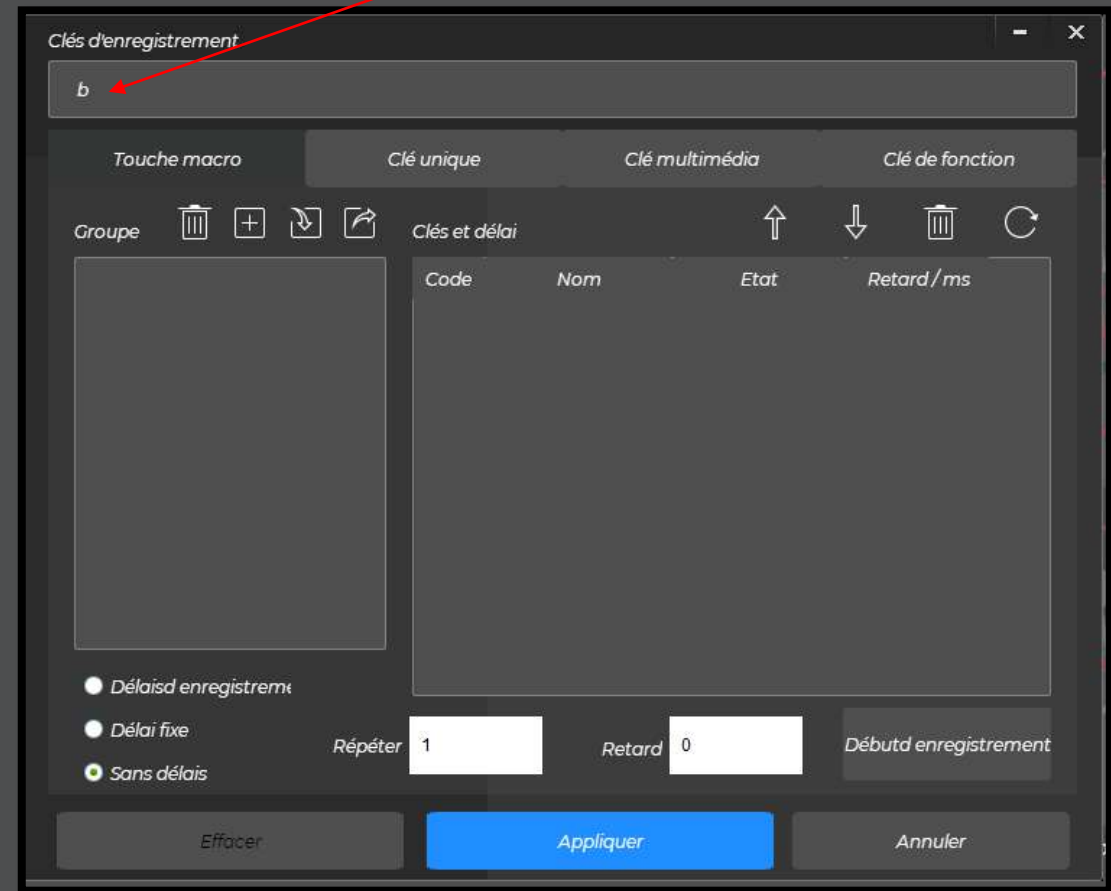 Clés d'enregistrement
b
Touche macro Clé unique Clé multimédia Clé de fonction
Groupe Clés et délai
Code Nom Etat Retard / ms
Délaisd enregistreme
Délai fixe
Sans délais
Répéter 1 Retard 0 Débutd enregistrement
Effacer Appliquer Annuler